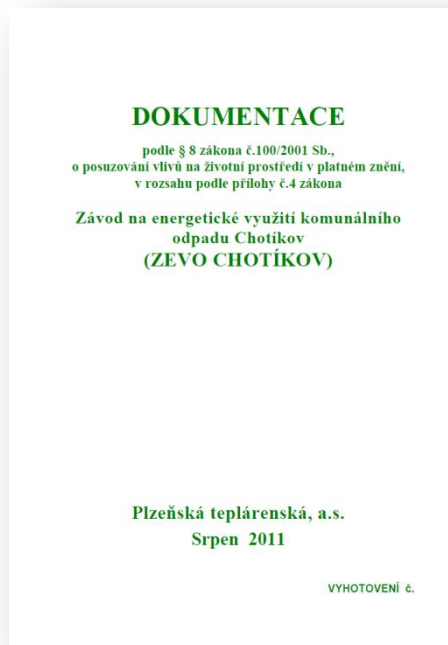 DOKUMENTACE
podle § 8 zákona č.100/2001 Sb.,
o posuzování vlivů na životní prostředí v platném znění,
v rozsahu podle přílohy č.4 zákona
Závod na energetické využití komunálního
odpadu Chotíkov
(ZEVO CHOTÍKOV)
Plzeňská teplárenská, a.s.
Srpen 2011
VYHOTOVENÍ č.